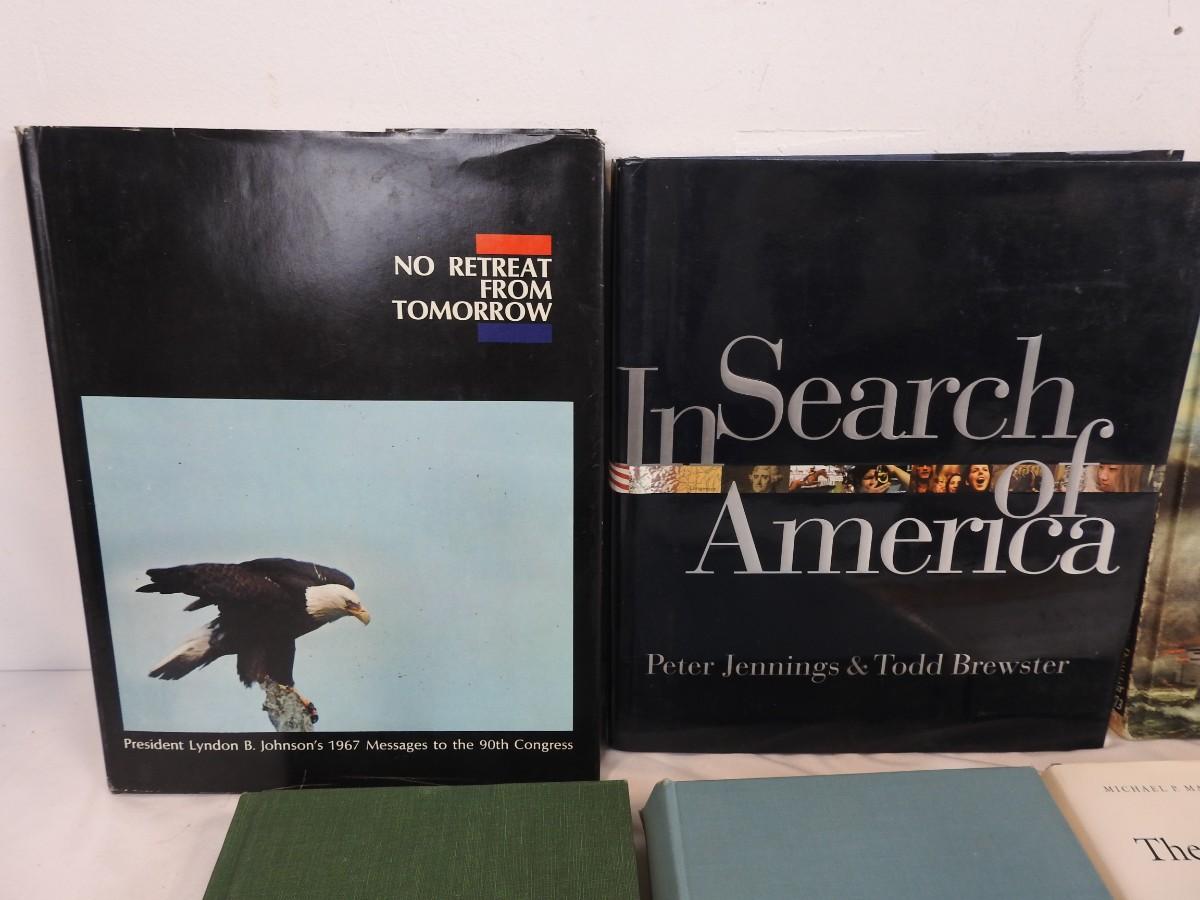 NO RETREAT
FROM
TOMORROW
President Lyndon B. Johnson's 1967 Messages to the 90th Congress
In Search
of
America
Peter Jennings & Todd Brewster
MICHAEL P.
The